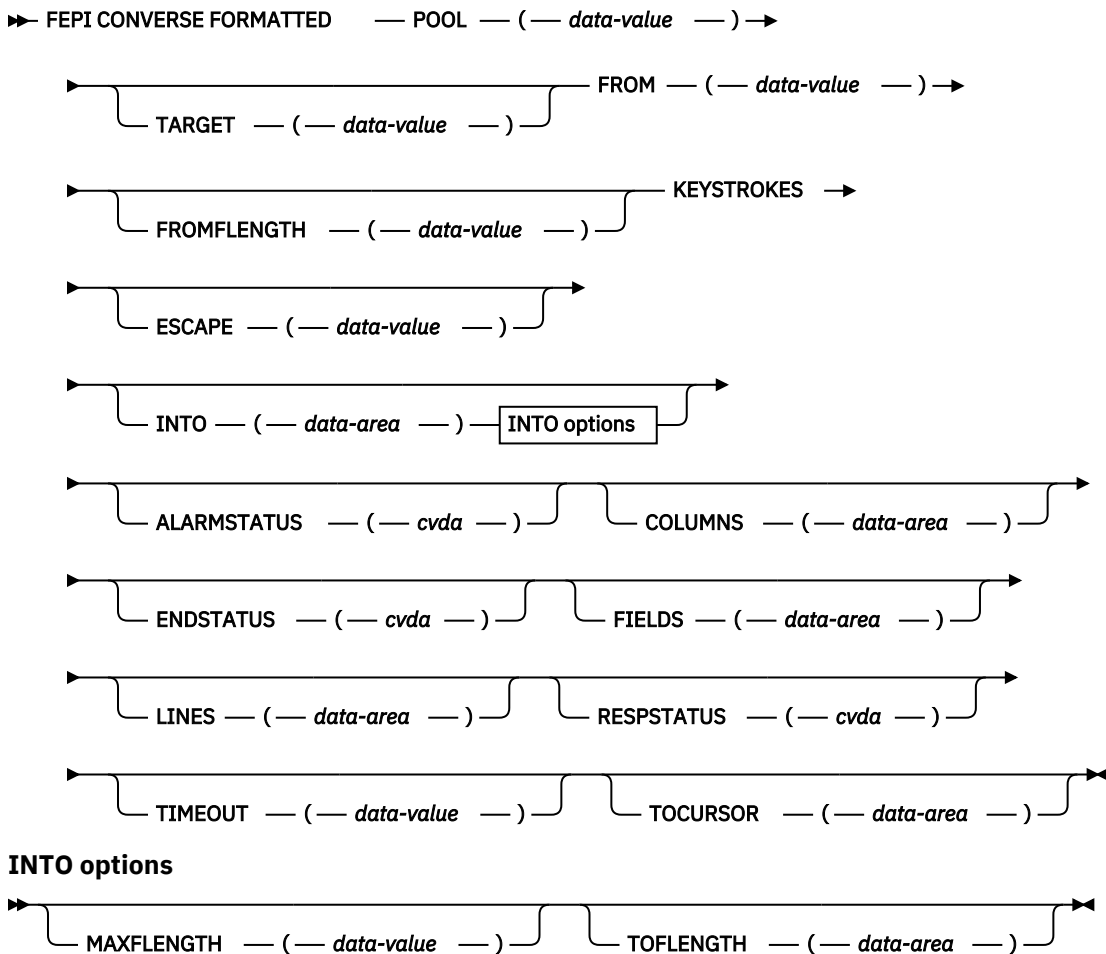 FEPI CONVERSE FORMATTED POOL ( data-value )
FROM ( data-value )
TARGET ( data-value )
KEYSTROKES
FROMFLENGTH ( data-value )
ESCAPE ( data-value )
INTO ( data-area ) INTO options
ALARMSTATUS ( cvda ) COLUMNS ( data-area )
ENDSTATUS ( cvda ) FIELDS ( data-area )
LINES ( data-area ) RESPSTATUS ( cvda )
TIMEOUT ( data-value ) TOCURSOR ( data-area )
INTO options
MAXFLENGTH ( data-value ) TOFLENGTH ( data-area )